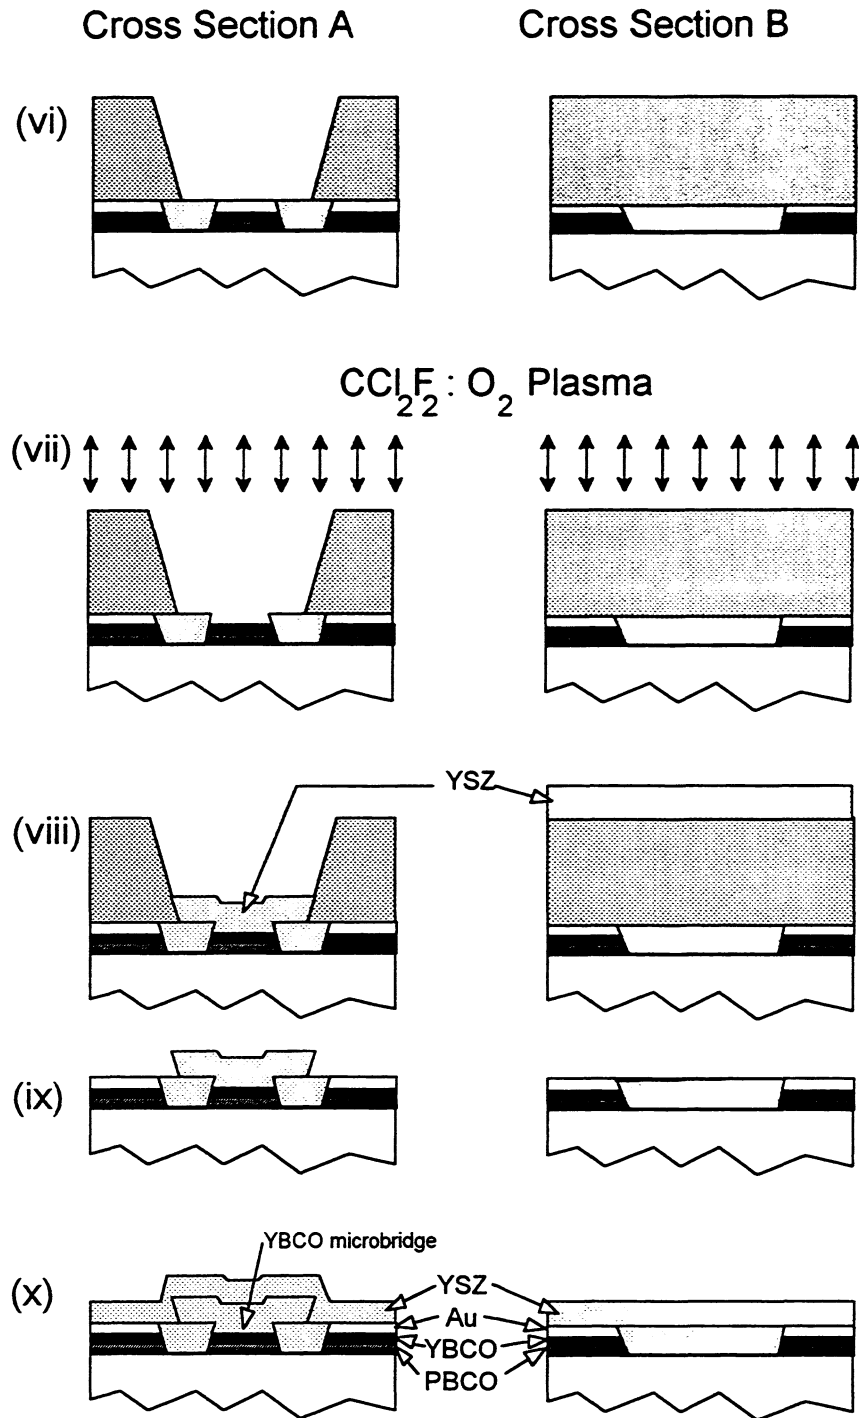 Cross Section A
Cross Section B
(vi)
CCl2F2 : O2 Plasma
(vii)
YSZ
(viii)
(ix)
YBCO microbridge
(x)
YSZ
Au
YBCO
PBCO